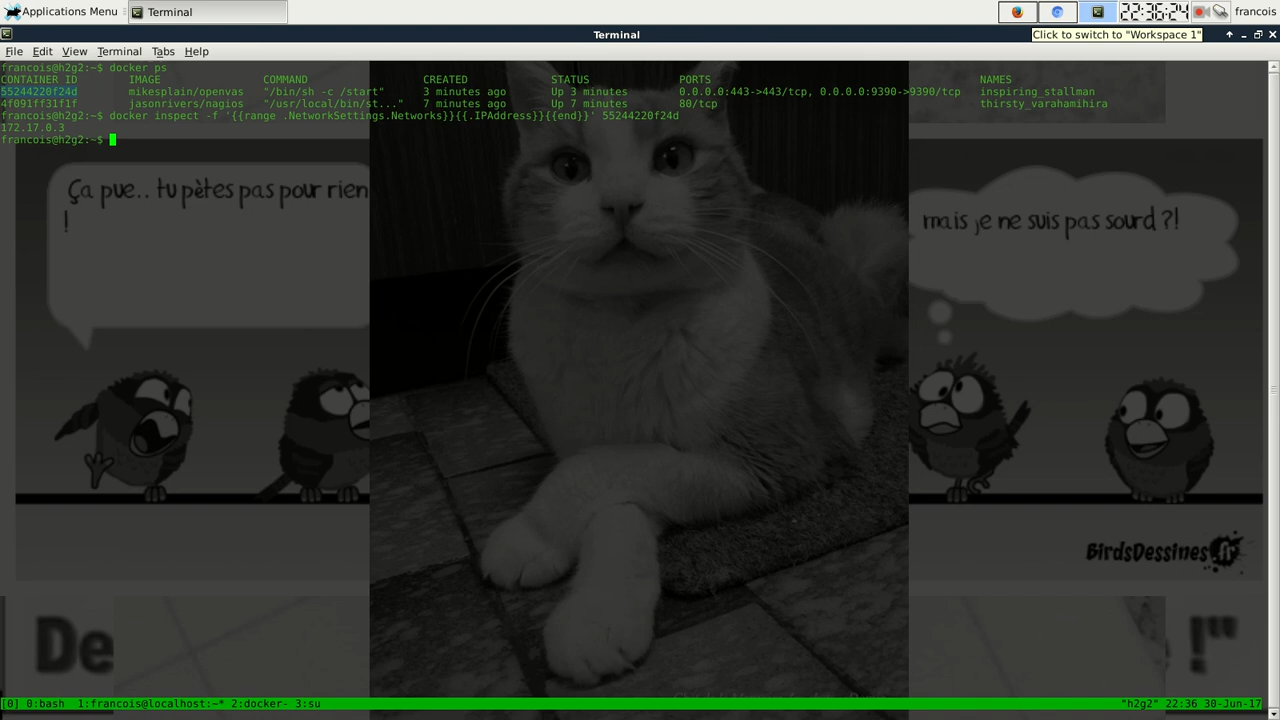 Applications Menu
Terminal
22:36:24
francois
Terminal
Click to switch to "Workspace 1"
File Edit View Terminal Tabs Help
francois@h2g2:~$ docker ps
CONTAINER ID IMAGE COMMAND CREATED STATUS PORTS NAMES
55244220f24d mikesplain/openvas "/bin/sh -c /start" 3 minutes ago Up 3 minutes 0.0.0.0:443->443/tcp, 0.0.0.0:9390->9390/tcp inspiring_stallman
4f091ff31f1f jasonrivers/nagios "/usr/local/bin/st..." 7 minutes ago Up 7 minutes 80/tcp thirsty_varahamihira
francois@h2g2:~$ docker inspect -f '{{range .NetworkSettings.Networks}}{{.IPAddress}}{{end}}' 55244220f24d
172.17.0.3
francois@h2g2:~$
Ça pue.. tu pètes pas pour rien
!
mais je ne suis pas sourd ?!
BirdsDessines.fr
De
!"
[0] 0:bash 1:francois@localhost:~* 2:docker- 3:su
"h2g2" 22:36 30-Jun-17